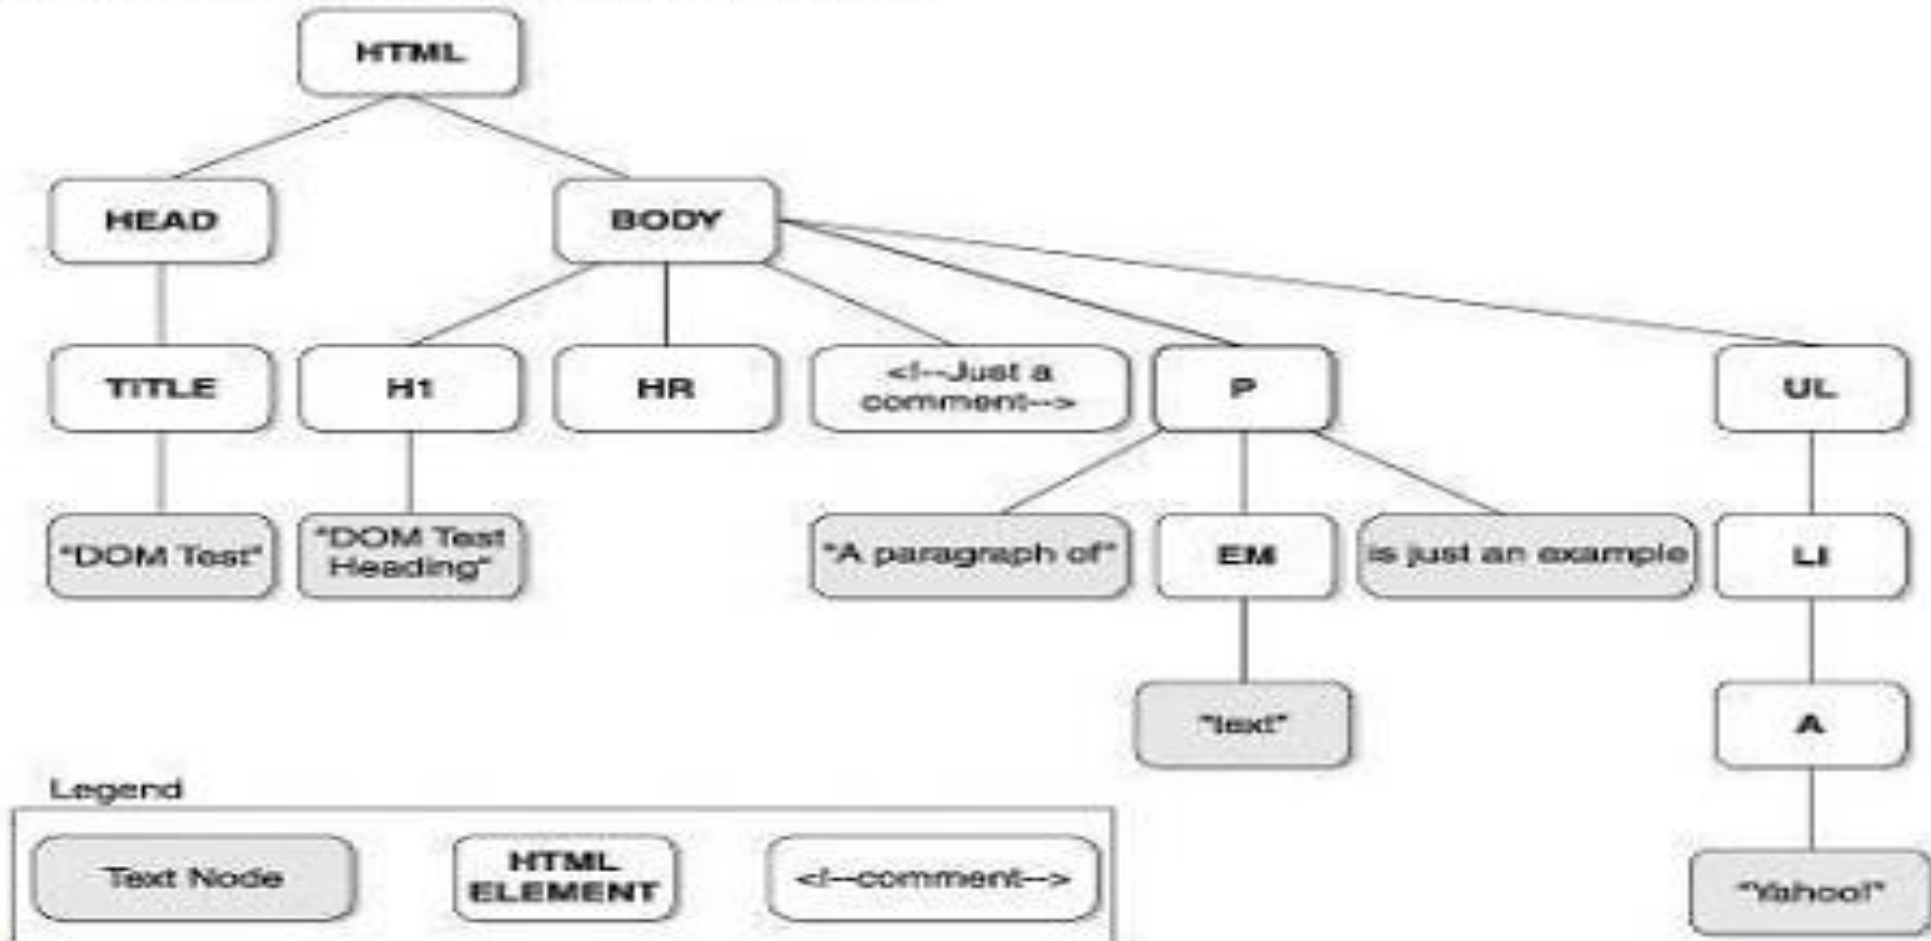 HTML
HEAD
BODY
TITLE
H1
HR
<!--Just a
comment-->
P
UL
"DOM Test"
"DOM Test
Heading"
"A paragraph of"
EM
is just an example
LI
"text"
A
"Yahoo!"
Legend
Text Node
HTML
ELEMENT
<!--comment-->